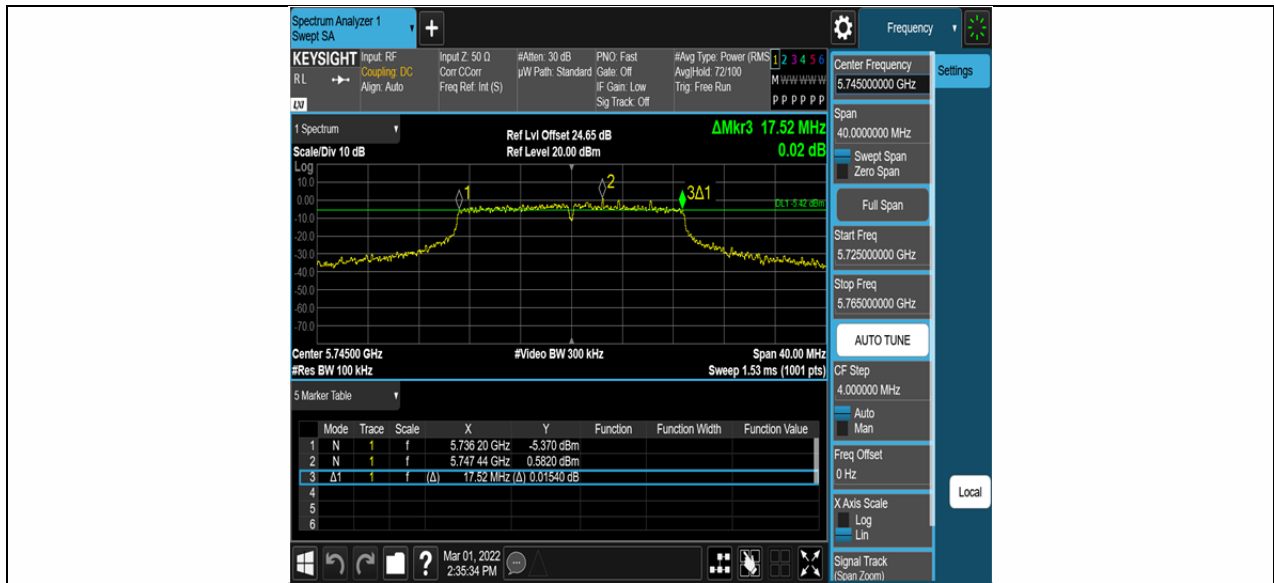 Spectrum Analyzer 1
Swept SA
Frequency
KEYSIGHT
RL
LXI
Input: RF
Coupling: DC
Align: Auto
Input Z: 50 Ω
Corr CCorr
Freq Ref: Int (S)
#Atten: 30 dB
µW Path: Standard
PNO: Fast
Gate: Off
IF Gain: Low
Sig Track: Off
#Avg Type: Power (RMS
Avg|Hold: 72/100
Trig: Free Run
1 2 3 4 5 6
M W W W W W
P P P P P P
1 Spectrum
Scale/Div 10 dB
Ref Lvl Offset 24.65 dB
Ref Level 20.00 dBm
ΔMkr3 17.52 MHz
0.02 dB
Log
10.0
0.00
-10.0
-20.0
-30.0
-40.0
-50.0
-60.0
-70.0
1
2
3Δ1
DL1 -5.42 dBm
Center 5.74500 GHz
#Res BW 100 kHz
#Video BW 300 kHz
Span 40.00 MHz
Sweep 1.53 ms (1001 pts)
5 Marker Table
Mode Trace Scale X Y Function Function Width Function Value
1 N 1 f 5.736 20 GHz -5.370 dBm
2 N 1 f 5.747 44 GHz 0.5820 dBm
3 Δ1 1 f (Δ) 17.52 MHz (Δ) 0.01540 dB
4
5
6
?
Mar 01, 2022
2:35:34 PM
Center Frequency
5.745000000 GHz
Span
40.0000000 MHz
Swept Span
Zero Span
Full Span
Start Freq
5.725000000 GHz
Stop Freq
5.765000000 GHz
AUTO TUNE
CF Step
4.000000 MHz
Auto
Man
Freq Offset
0 Hz
X Axis Scale
Log
Lin
Signal Track
(Span Zoom)
Settings
Local